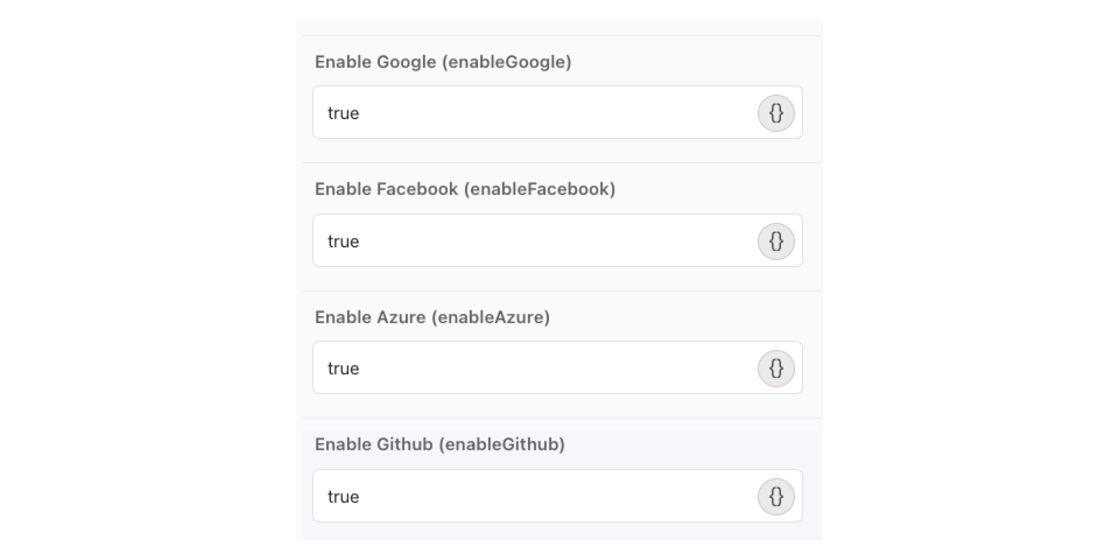 Enable Google (enableGoogle)
true
{}
Enable Facebook (enableFacebook)
true
{}
Enable Azure (enableAzure)
true
{}
Enable Github (enableGithub)
true
{}